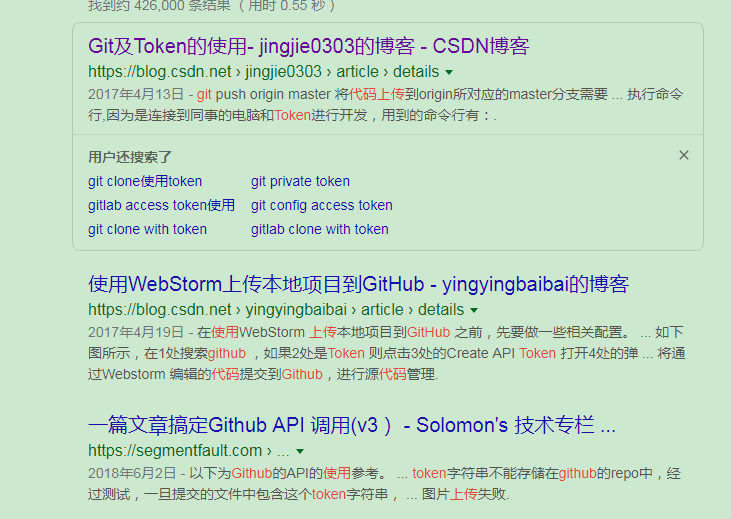 找到约 426,000 条结果 （用时 0.55 秒）
Git及Token的使用- jingjie0303的博客 - CSDN博客
https://blog.csdn.net › jingjie0303 › article › details
2017年4月13日 - git push origin master 将代码上传到origin所对应的master分支需要 ... 执行命令
行,因为是连接到同事的电脑和Token进行开发，用到的命令行有：.
用户还搜索了
git clone使用token git private token
gitlab access token使用 git config access token
git clone with token gitlab clone with token
使用WebStorm上传本地项目到GitHub - yingyingbaibai的博客
https://blog.csdn.net › yingyingbaibai › article › details
2017年4月19日 - 在使用WebStorm 上传本地项目到GitHub 之前，先要做一些相关配置。 ... 如下
图所示，在1处搜索github ，如果2处是Token 则点击3处的Create API Token 打开4处的弹 ... 将通
过Webstorm 编辑的代码提交到Github，进行源代码管理.
一篇文章搞定Github API 调用(v3 ） - Solomon's 技术专栏 ...
https://segmentfault.com › ...
2018年6月2日 - 以下为Github的API的使用参考。 ... token字符串不能存储在github的repo中，经
过测试，一旦提交的文件中包含这个token字符串， ... 图片上传失败.